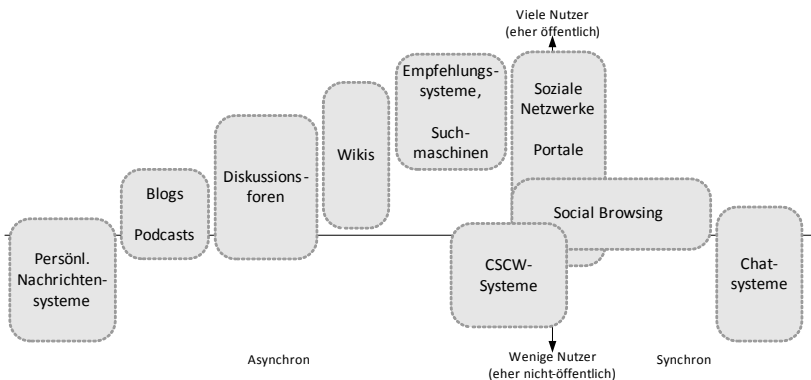 Viele Nutzer
(eher öffentlich)
Empfehlungs-
systeme,
Such-
maschinen
Soziale
Netzwerke
Portale
Wikis
Diskussions-
foren
Blogs
Podcasts
Social Browsing
Persönl.
Nachrichten-
systeme
CSCW-
Systeme
Chat-
systeme
Asynchron
Wenige Nutzer
(eher nicht-öffentlich)
Synchron